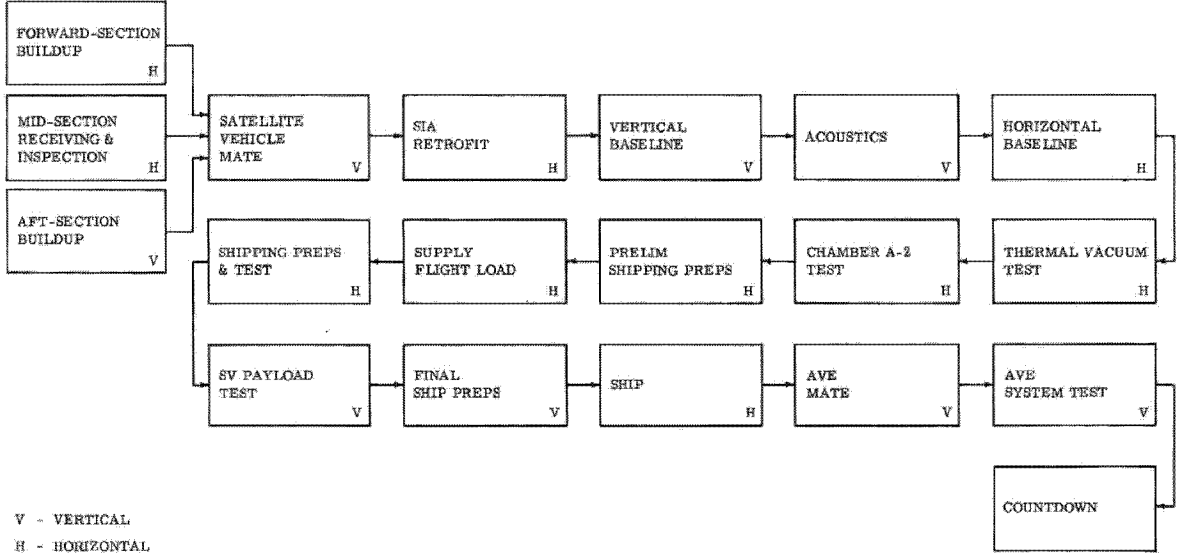 FORWARD-SECTION
BUILDUP
H
MID-SECTION
RECEIVING &
INSPECTION
H
AFT-SECTION
BUILDUP
V
SATELLITE
VEHICLE
MATE
V
SIA
RETROFIT
H
VERTICAL
BASELINE
V
ACOUSTICS
V
HORIZONTAL
BASELINE
H
THERMAL VACUUM
TEST
H
CHAMBER A-2
TEST
H
PRELIM
SHIPPING PREPS
H
SUPPLY
FLIGHT LOAD
H
SHIPPING PREPS
& TEST
H
SV PAYLOAD
TEST
V
FINAL
SHIP PREPS
V
SHIP
H
AVE
MATE
V
AVE
SYSTEM TEST
V
COUNTDOWN
V - VERTICAL
H - HORIZONTAL